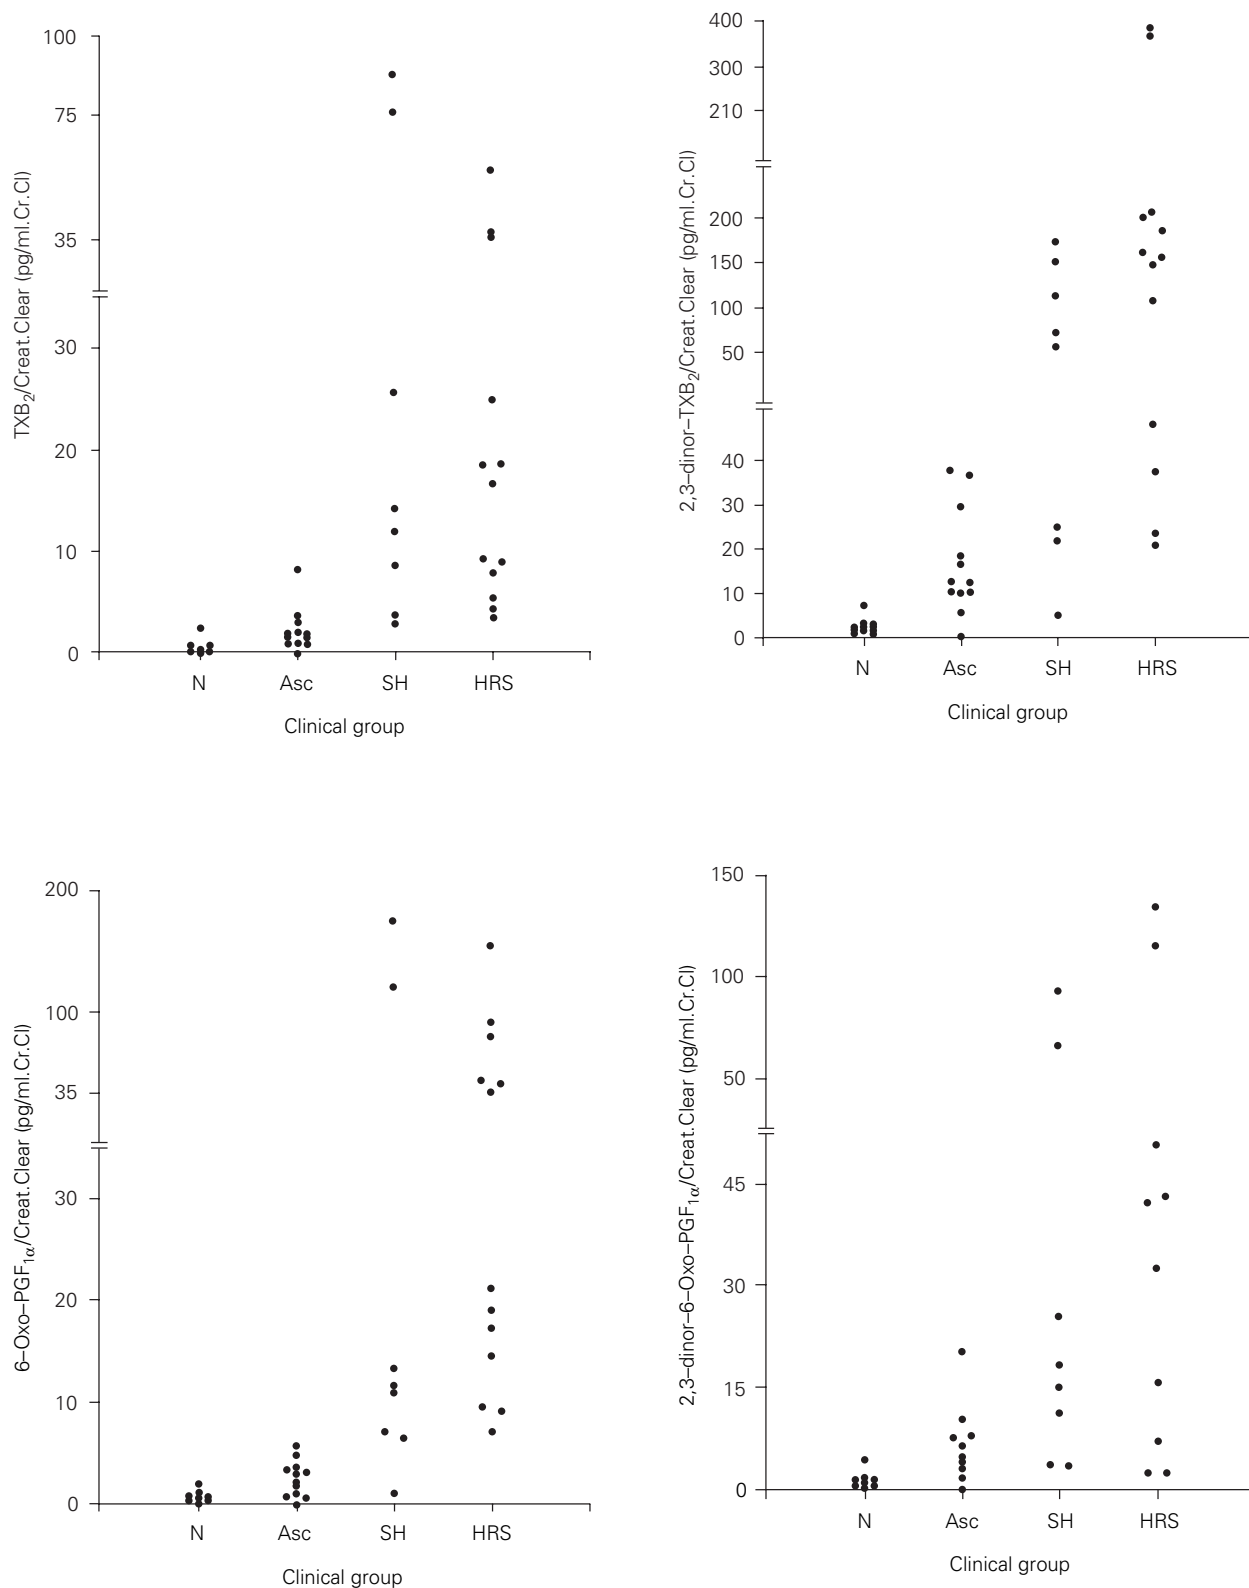 100
75
35
30
20
10
0
TXB2/Creat.Clear (pg/ml.Cr.Cl)
N Asc SH HRS
Clinical group
400
300
210
200
150
100
50
40
30
20
10
0
2,3–dinor–TXB2/Creat.Clear (pg/ml.Cr.Cl)
N Asc SH HRS
Clinical group
200
100
35
30
20
10
0
6–Oxo–PGF1α/Creat.Clear (pg/ml.Cr.Cl)
N Asc SH HRS
Clinical group
150
100
50
45
30
15
0
2,3–dinor–6–Oxo–PGF1α/Creat.Clear (pg/ml.Cr.Cl)
N Asc SH HRS
Clinical group